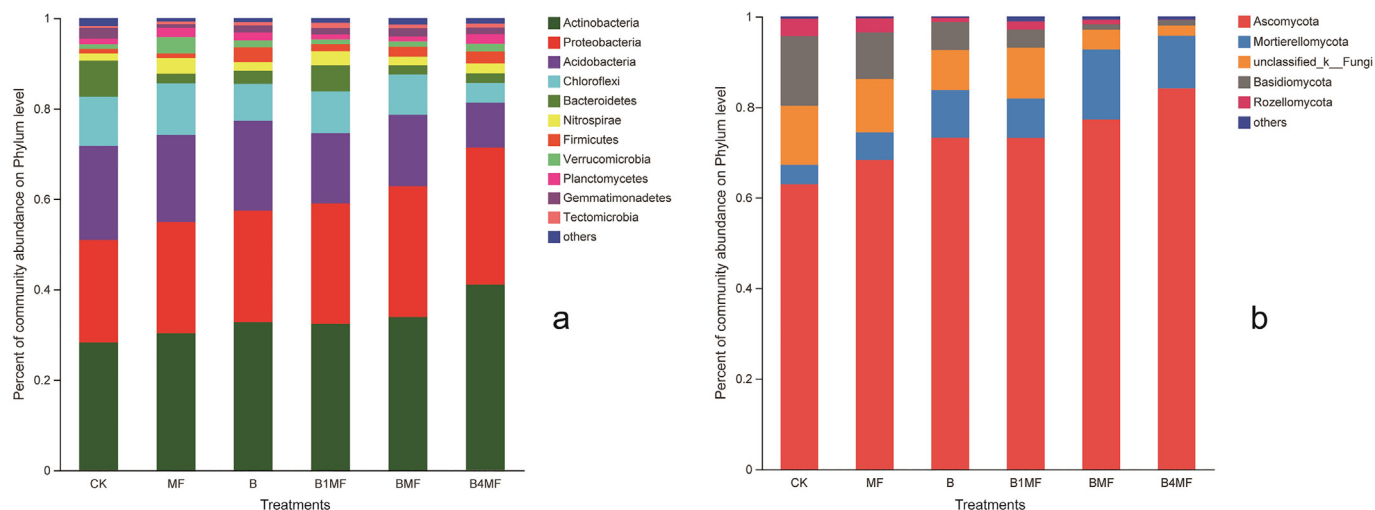 Percent of community abundance on Phylum level
1
0.8
0.6
0.4
0.2
0
CK
MF
B
B1MF
BMF
B4MF
Treatments
Actinobacteria
Proteobacteria
Acidobacteria
Chloroflexi
Bacteroidetes
Nitrospirae
Firmicutes
Verrucomicrobia
Planctomycetes
Gemmatimonadetes
Tectomicrobia
others
a
Percent of community abundance on Phylum level
1
0.8
0.6
0.4
0.2
0
CK
MF
B
B1MF
BMF
B4MF
Treatments
Ascomycota
Mortierellomycota
unclassified_k__Fungi
Basidiomycota
Rozellomycota
others
b